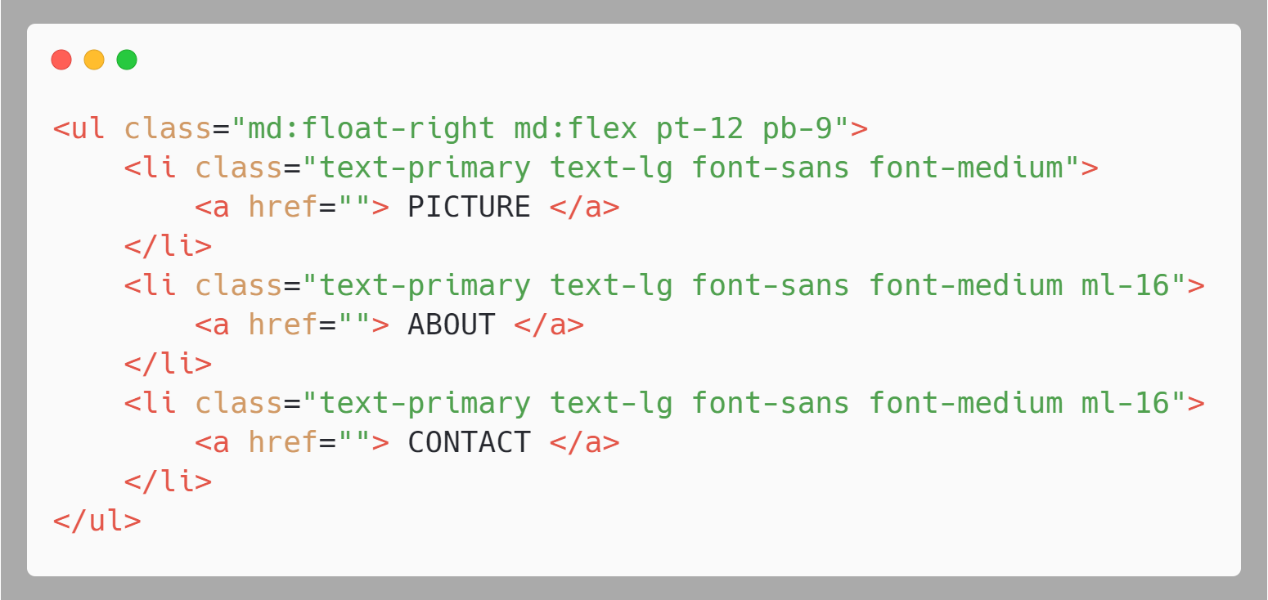 <ul class="md:float-right md:flex pt-12 pb-9">
    <li class="text-primary text-lg font-sans font-medium">
        <a href=""> PICTURE </a>
    </li>
    <li class="text-primary text-lg font-sans font-medium ml-16">
        <a href=""> ABOUT </a>
    </li>
    <li class="text-primary text-lg font-sans font-medium ml-16">
        <a href=""> CONTACT </a>
    </li>
</ul>